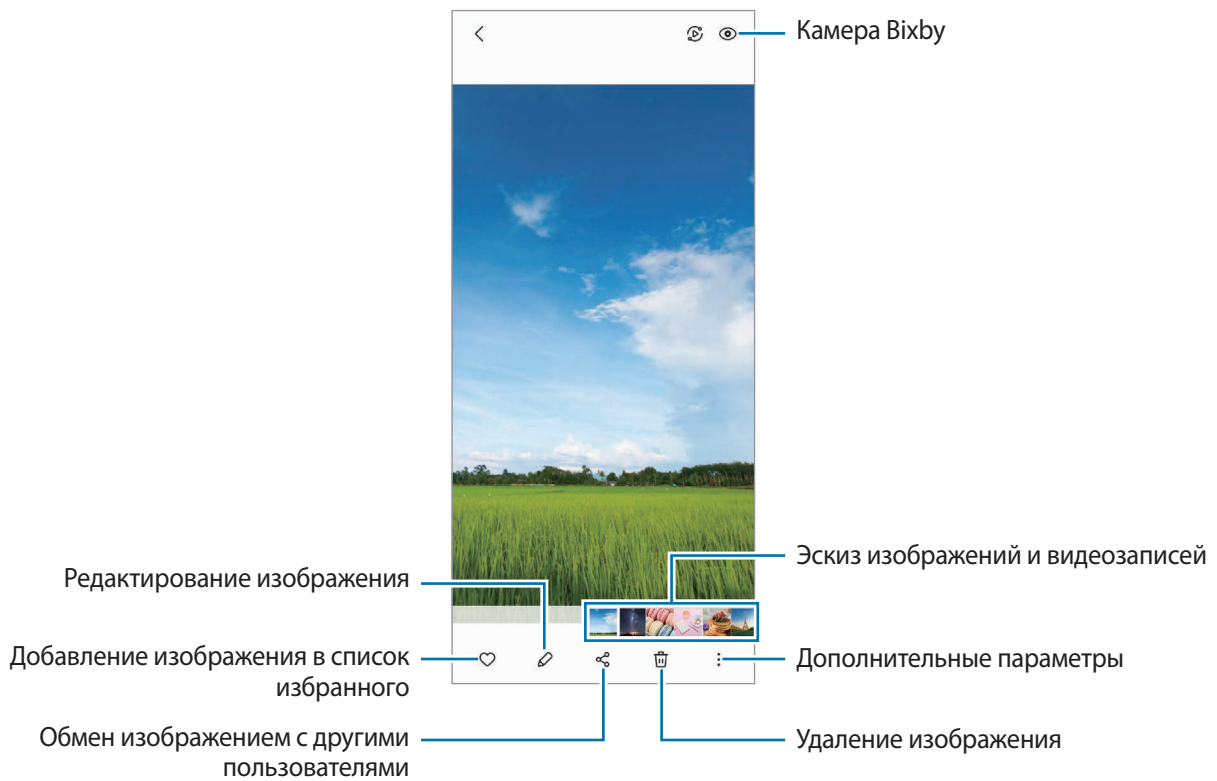 Камера Bixby
Эскиз изображений и видеозаписей
Редактирование изображения
Добавление изображения в список
избранного
Дополнительные параметры
Обмен изображением с другими
пользователями
Удаление изображения